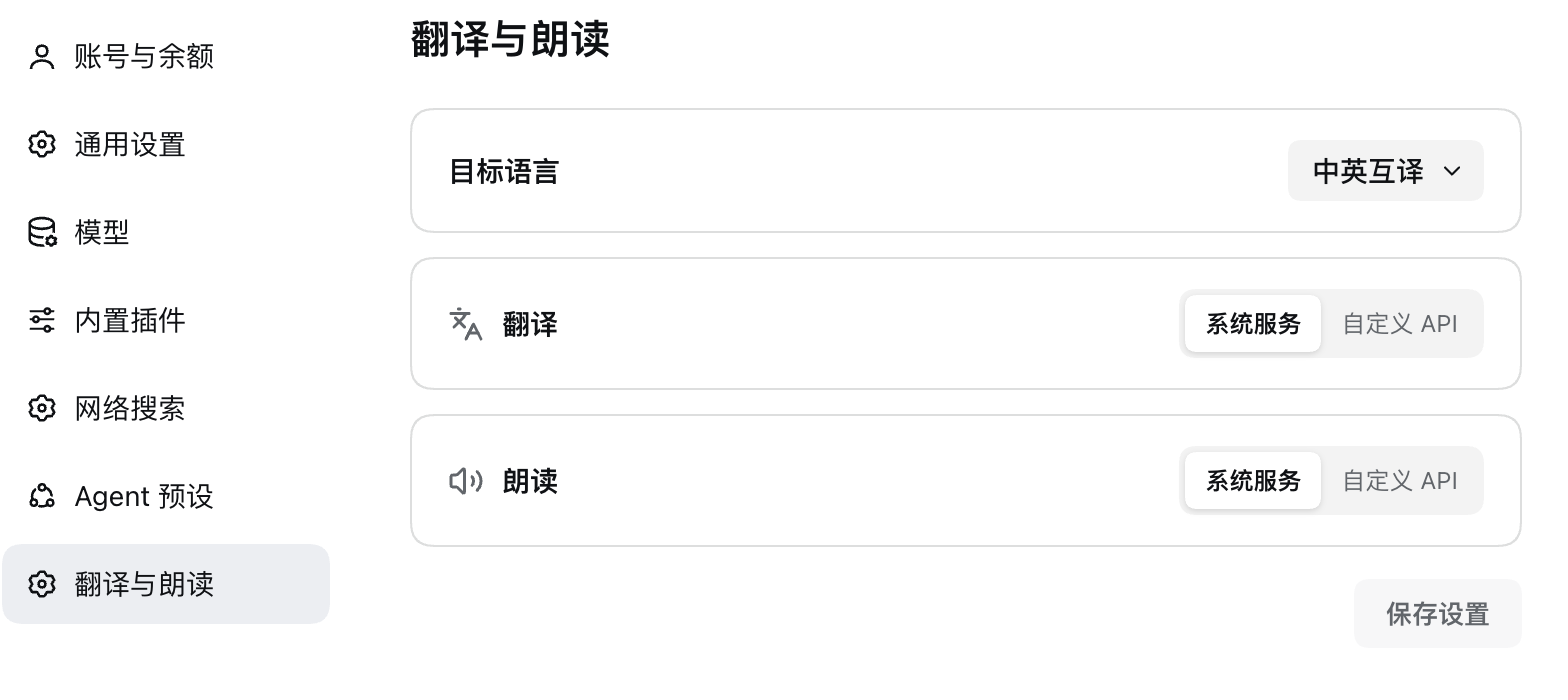 账号与余额
通用设置
模型
内置插件
网络搜索
Agent 预设
翻译与朗读
翻译与朗读
目标语言
中英互译
翻译
系统服务
自定义 API
朗读
系统服务
自定义 API
保存设置